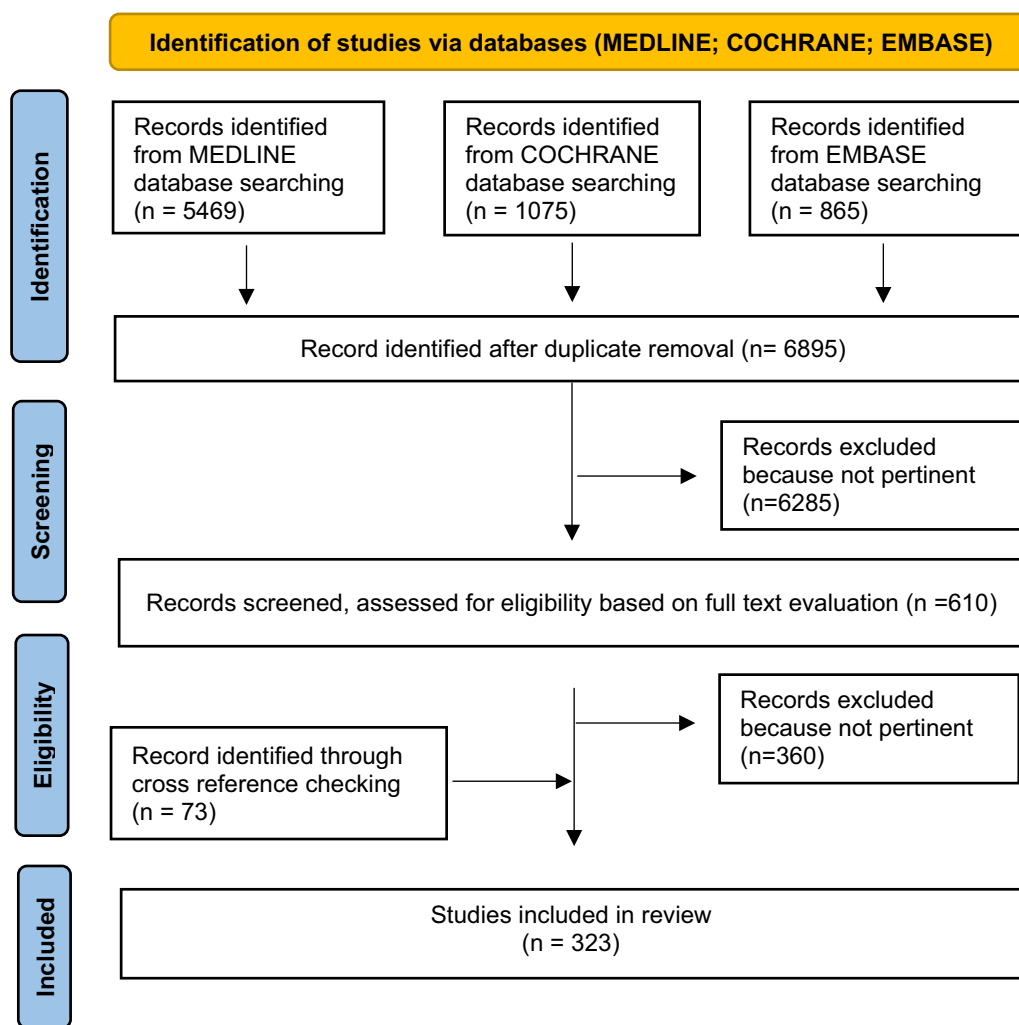 Identification of studies via databases (MEDLINE; COCHRANE; EMBASE)
Identification
Records identified
from MEDLINE
database searching
(n = 5469)
Records identified
from COCHRANE
database searching
(n = 1075)
Records identified
from EMBASE
database searching
(n = 865)
Record identified after duplicate removal (n= 6895)
Screening
Records excluded
because not pertinent
(n=6285)
Records screened, assessed for eligibility based on full text evaluation (n =610)
Eligibility
Records excluded
because not pertinent
(n=360)
Record identified through
cross reference checking
(n = 73)
Included
Studies included in review
(n = 323)